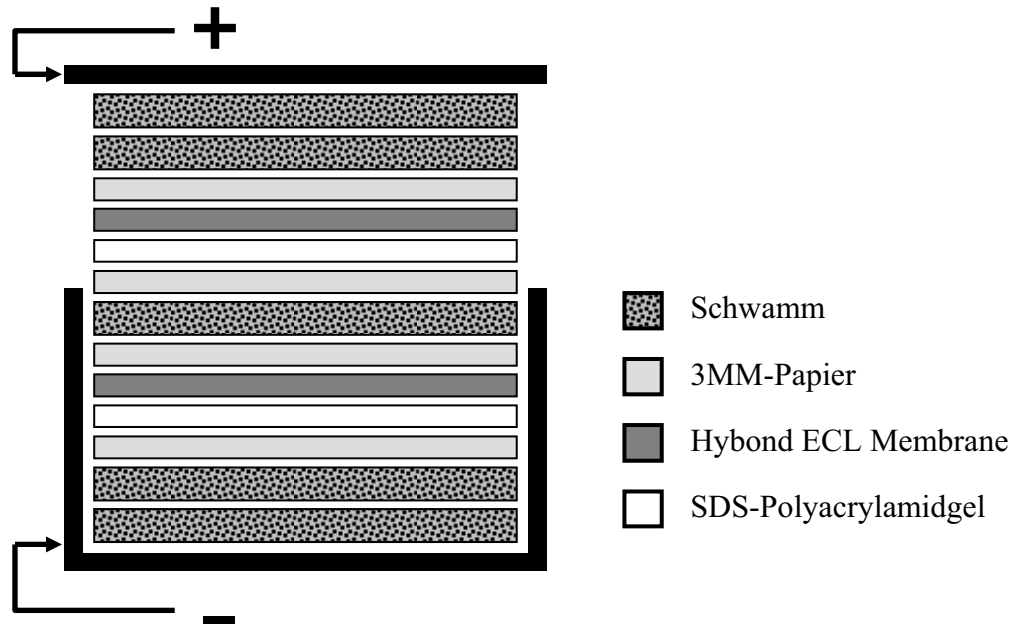 +
Schwamm
3MM-Papier
Hybond ECL Membrane
SDS-Polyacrylamidgel
-